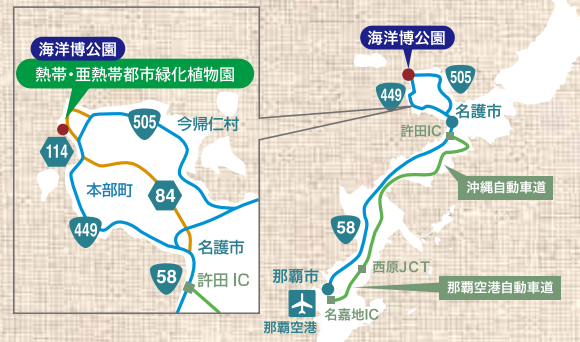 海洋博公園
熱帯・亜熱帯都市緑化植物園
505
今帰仁村
114
本部町
84
449
名護市
58
許田 IC
海洋博公園
505
449
名護市
許田IC
沖縄自動車道
58
西原JCT
那覇市
那覇空港自動車道
名嘉地IC
那覇空港